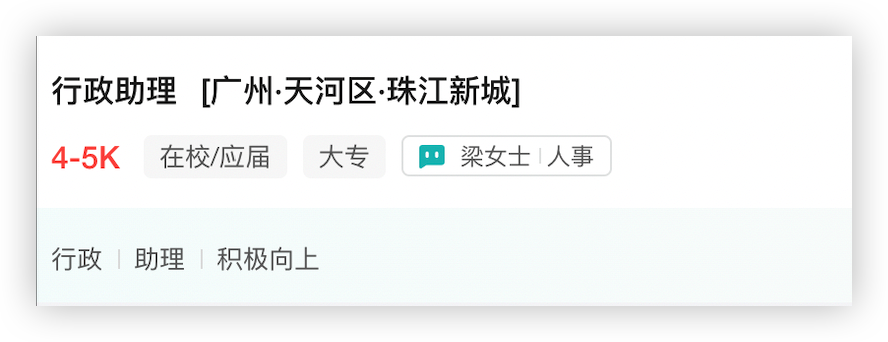 行政助理 [广州·天河区·珠江新城]
4-5K 在校/应届 大专 梁女士 | 人事
行政 | 助理 | 积极向上